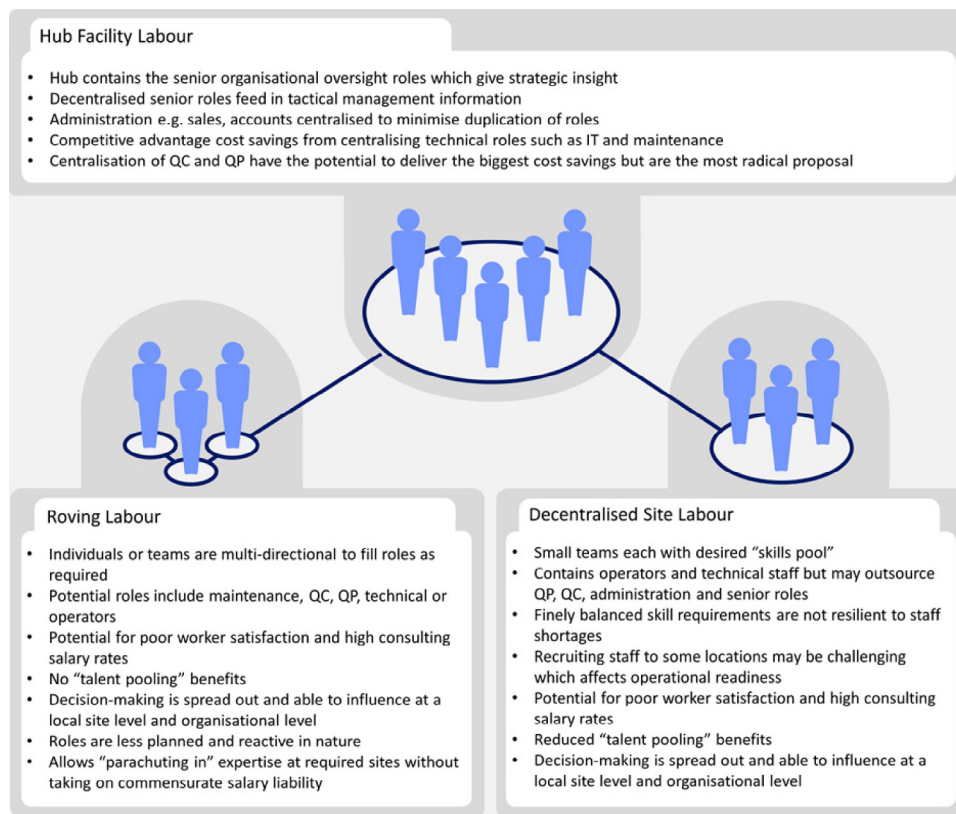 Hub Facility Labour
• Hub contains the senior organisational oversight roles which give strategic insight
• Decentralised senior roles feed in tactical management information
• Administration e.g. sales, accounts centralised to minimise duplication of roles
• Competitive advantage cost savings from centralising technical roles such as IT and maintenance
• Centralisation of QC and QP have the potential to deliver the biggest cost savings but are the most radical proposal
Roving Labour
• Individuals or teams are multi-directional to fill roles as
required
• Potential roles include maintenance, QC, QP, technical or
operators
• Potential for poor worker satisfaction and high consulting
salary rates
• No “talent pooling” benefits
• Decision-making is spread out and able to influence at a
local site level and organisational level
• Roles are less planned and reactive in nature
• Allows “parachuting in” expertise at required sites without
taking on commensurate salary liability
Decentralised Site Labour
• Small teams each with desired “skills pool”
• Contains operators and technical staff but may outsource
QP, QC, administration and senior roles
• Finely balanced skill requirements are not resilient to staff
shortages
• Recruiting staff to some locations may be challenging
which affects operational readiness
• Potential for poor worker satisfaction and high consulting
salary rates
• Reduced “talent pooling” benefits
• Decision-making is spread out and able to influence at a
local site level and organisational level